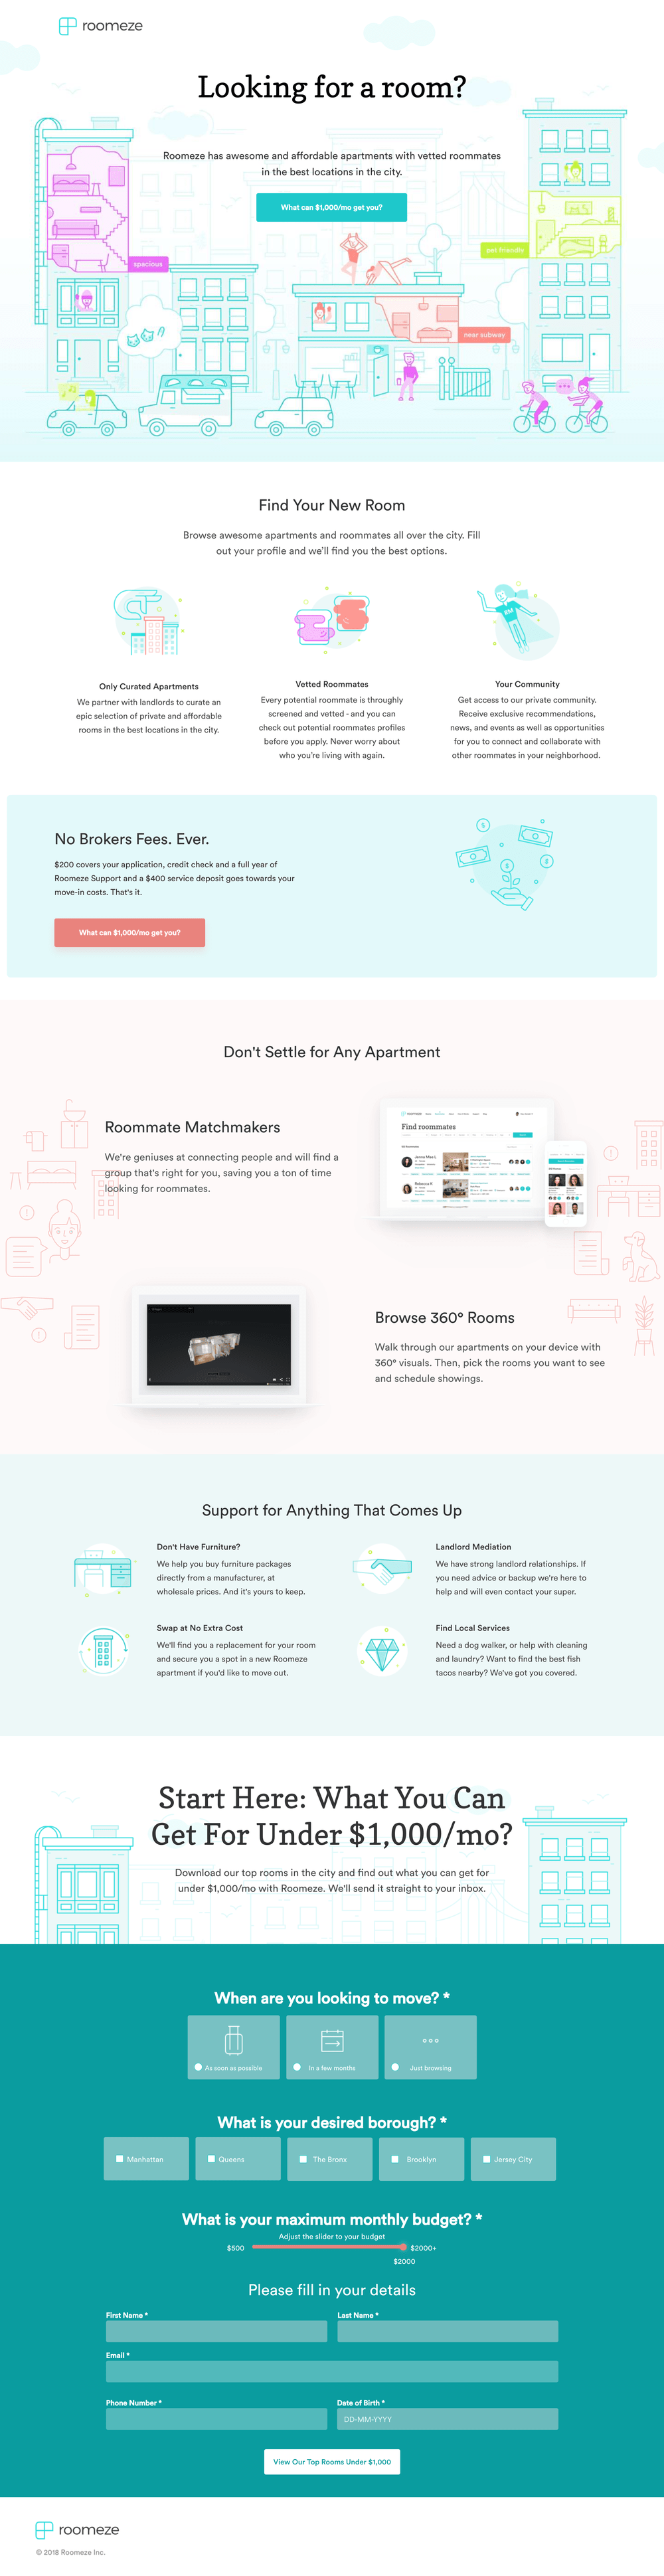 roomeze
Looking for a room?
Roomeze has awesome and affordable apartments with vetted roommates
in the best locations in the city.
What can $1,000/mo get you?
pet friendly
spacious
near subway
Find Your New Room
Browse awesome apartments and roommates all over the city. Fill
out your profile and we'll find you the best options.
Only Curated Apartments
We partner with landlords to curate an
epic selection of private and affordable
rooms in the best locations in the city.
Vetted Roommates
Every potential roommate is throughly
screened and vetted - and you can
check out potential roommates profiles
before you apply. Never worry about
who you're living with again.
Your Community
Get access to our private community.
Receive exclusive recommendations,
news, and events as well as opportunities
for you to connect and collaborate with
other roommates in your neighborhood.
No Brokers Fees. Ever.
$200 covers your application, credit check and a full year of
Roomeze Support and a $400 service deposit goes towards your
move-in costs. That's it.
What can $1,000/mo get you?
Don't Settle for Any Apartment
Roommate Matchmakers
We're geniuses at connecting people and will find a
group that's right for you, saving you a ton of time
looking for roommates.
Find roommates
Browse 360° Rooms
Walk through our apartments on your device with
360° visuals. Then, pick the rooms you want to see
and schedule showings.
Support for Anything That Comes Up
Don't Have Furniture?
We help you buy furniture packages
directly from a manufacturer, at
wholesale prices. And it's yours to keep.
Landlord Mediation
We have strong landlord relationships. If
you need advice or backup we're here to
help and will even contact your super.
Swap at No Extra Cost
We'll find you a replacement for your room
and secure you a spot in a new Roomeze
apartment if you'd like to move out.
Find Local Services
Need a dog walker, or help with cleaning
and laundry? Want to find the best fish
tacos nearby? We've got you covered.
Start Here: What You Can
Get For Under $1,000/mo?
Download our top rooms in the city and find out what you can get for
under $1,000/mo with Roomeze. We'll send it straight to your inbox.
When are you looking to move? *
As soon as possible
In a few months
Just browsing
What is your desired borough? *
Manhattan
Queens
The Bronx
Brooklyn
Jersey City
What is your maximum monthly budget? *
Adjust the slider to your budget
$500
$2000+
$2000
Please fill in your details
First Name *
Last Name *
Email *
Phone Number *
Date of Birth *
DD-MM-YYYY
View Our Top Rooms Under $1,000
roomeze
© 2018 Roomeze Inc.